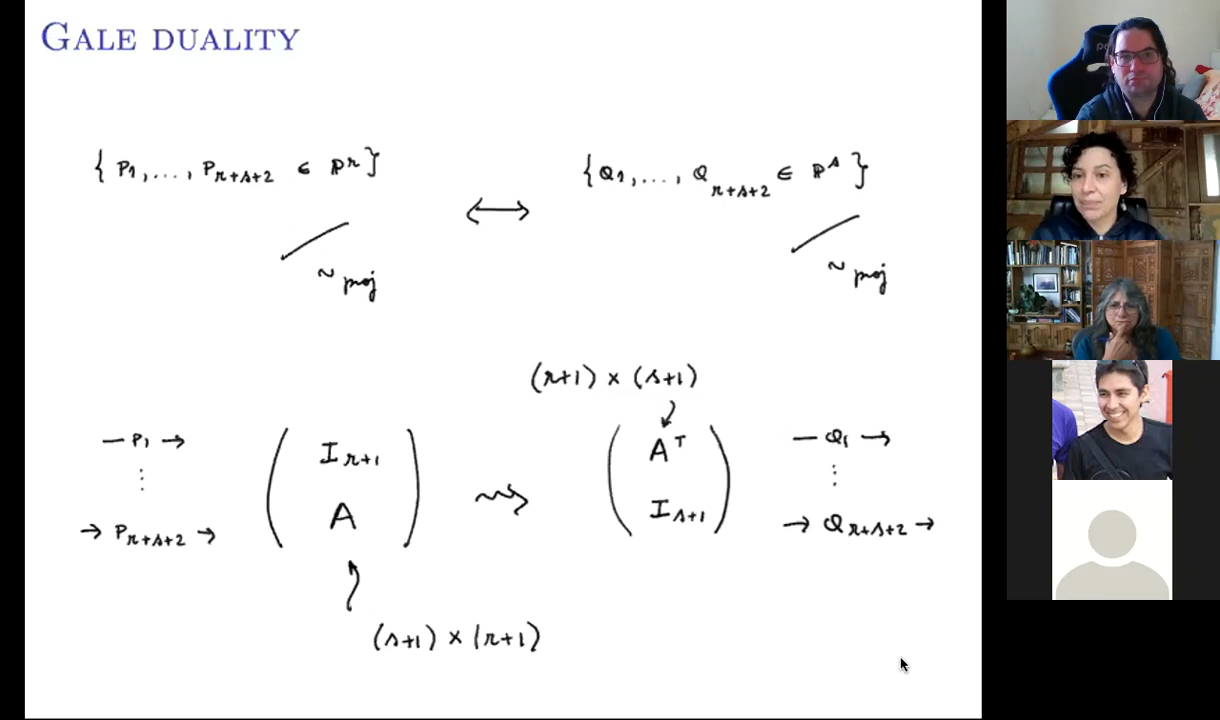 GALE DUALITY
{ P1, ..., Pr+s+2 ∈ Pʳ } ⟷ { Q1, ..., Qr+s+2 ∈ Pˢ }
/ ~ proj / ~ proj
(r+1) × (s+1)
— P1 → ( Ir+1 ) ( Aᵀ ) — Q1 →
⋮ ⇝ ⋮
→ Pr+s+2 → ( A ) ( Is+1 ) → Qr+s+2 →
(s+1) × (r+1)